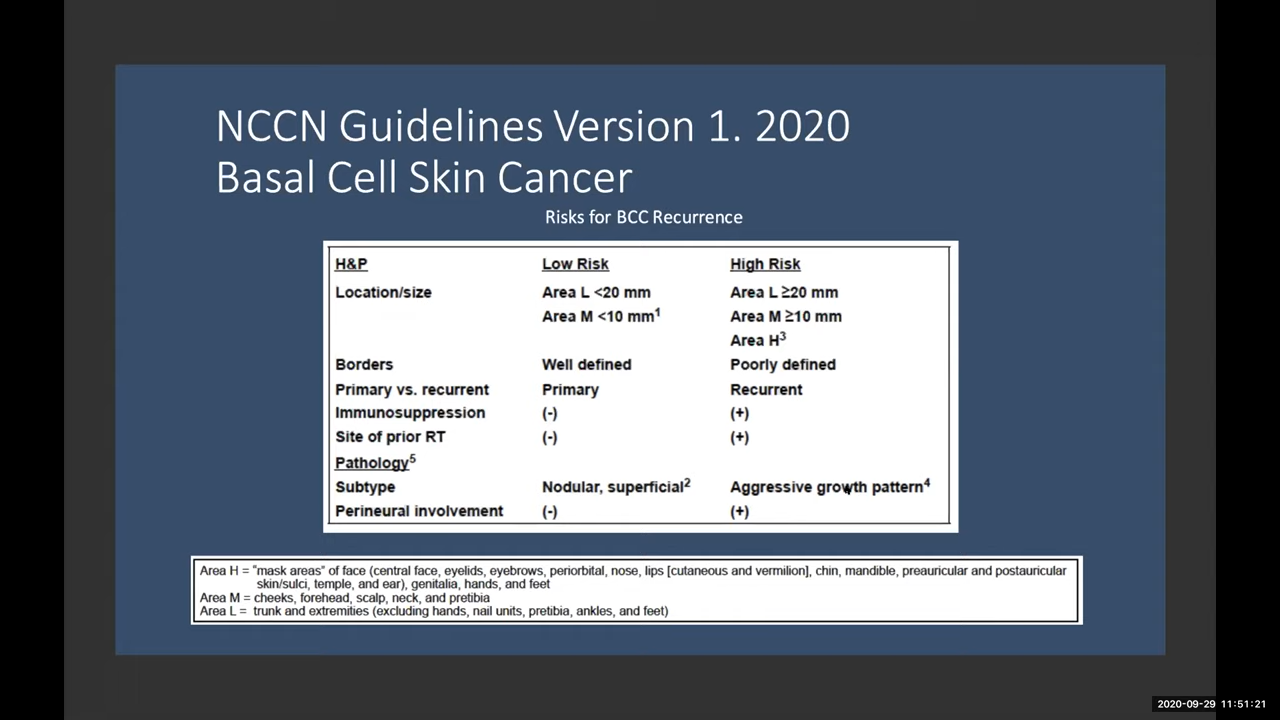 NCCN Guidelines Version 1. 2020
Basal Cell Skin Cancer
Risks for BCC Recurrence
H&P Low Risk High Risk
Location/size Area L <20 mm Area L ≥20 mm
Area M <10 mm1 Area M ≥10 mm
Area H3
Borders Well defined Poorly defined
Primary vs. recurrent Primary Recurrent
Immunosuppression (-) (+)
Site of prior RT (-) (+)
Pathology5
Subtype Nodular, superficial2 Aggressive growth pattern4
Perineural involvement (-) (+)
Area H = "mask areas" of face (central face, eyelids, eyebrows, periorbital, nose, lips [cutaneous and vermilion], chin, mandible, preauricular and postauricular
skin/sulci, temple, and ear), genitalia, hands, and feet
Area M = cheeks, forehead, scalp, neck, and pretibia
Area L = trunk and extremities (excluding hands, nail units, pretibia, ankles, and feet)
2020-09-29 11:51:21